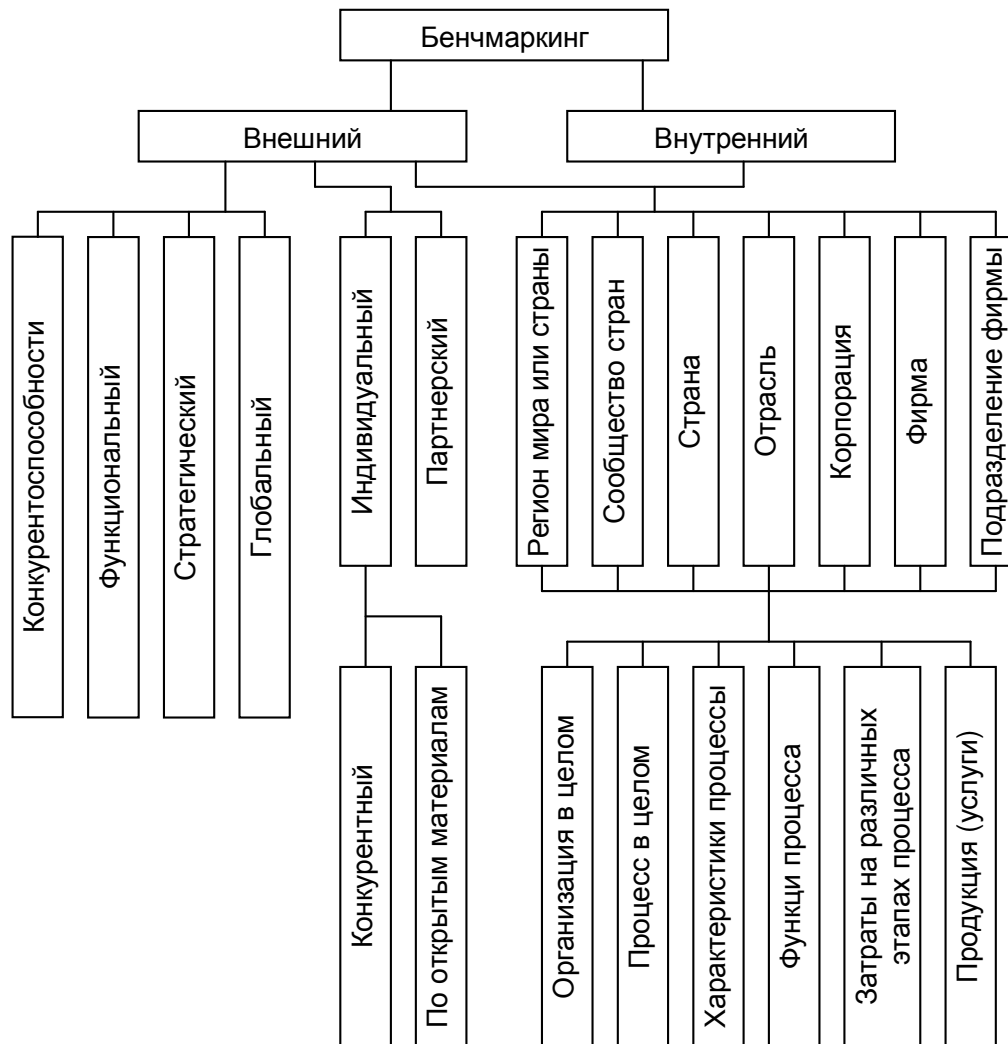 Бенчмаркинг
Внешний
Внутренний
Конкурентоспособности
Функциональный
Стратегический
Глобальный
Индивидуальный
Партнерский
Регион мира или страны
Сообщество стран
Страна
Отрасль
Корпорация
Фирма
Подразделение фирмы
Конкурентный
По открытым материалам
Организация в целом
Процесс в целом
Характеристики процессы
Функци процесса
Затраты на различных
этапах процесса
Продукция (услуги)